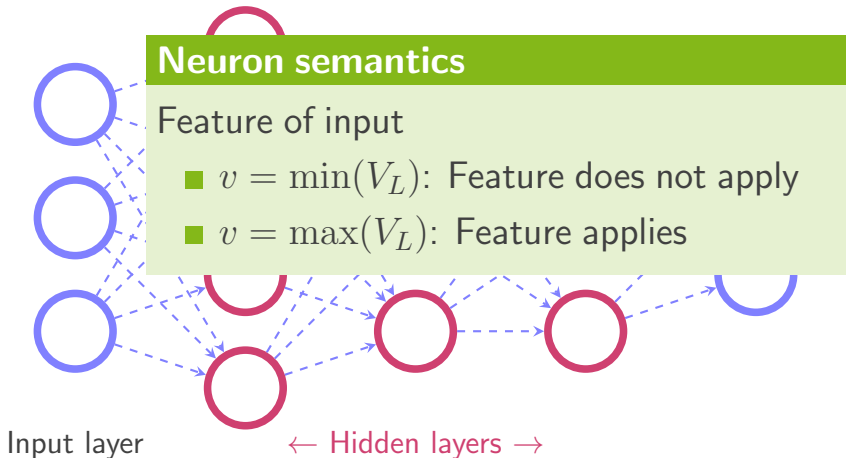 Neuron semantics
Feature of input
v = min(V_L): Feature does not apply
v = max(V_L): Feature applies
Input layer
← Hidden layers →